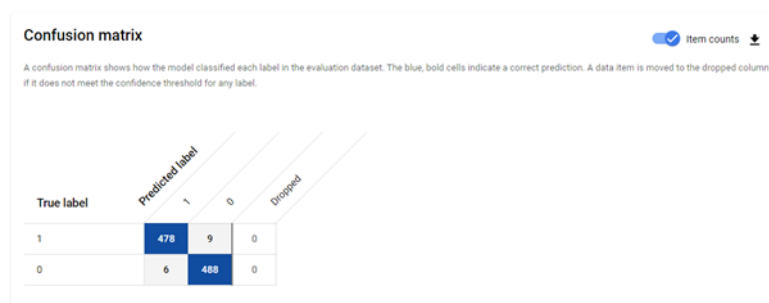 Confusion matrix
Item counts
A confusion matrix shows how the model classified each label in the evaluation dataset. The blue, bold cells indicate a correct prediction. A data item is moved to the dropped column
if it does not meet the confidence threshold for any label.
Predicted label
1
0
Dropped
True label
1 478 9 0
0 6 488 0